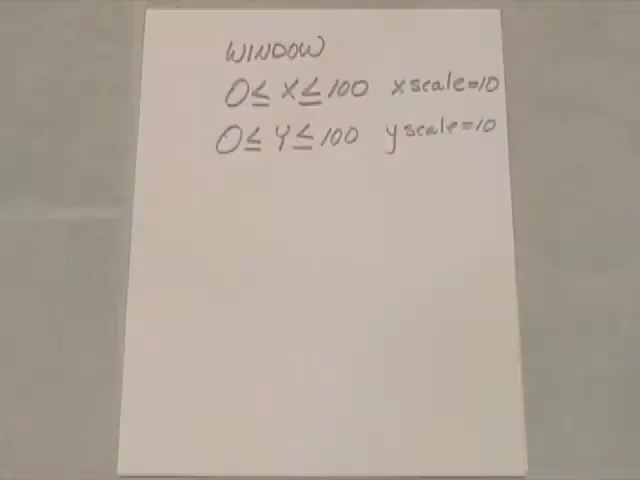 WINDOW
0≤ X ≤ 100 xscale=10
0≤ Y ≤ 100 yscale=10